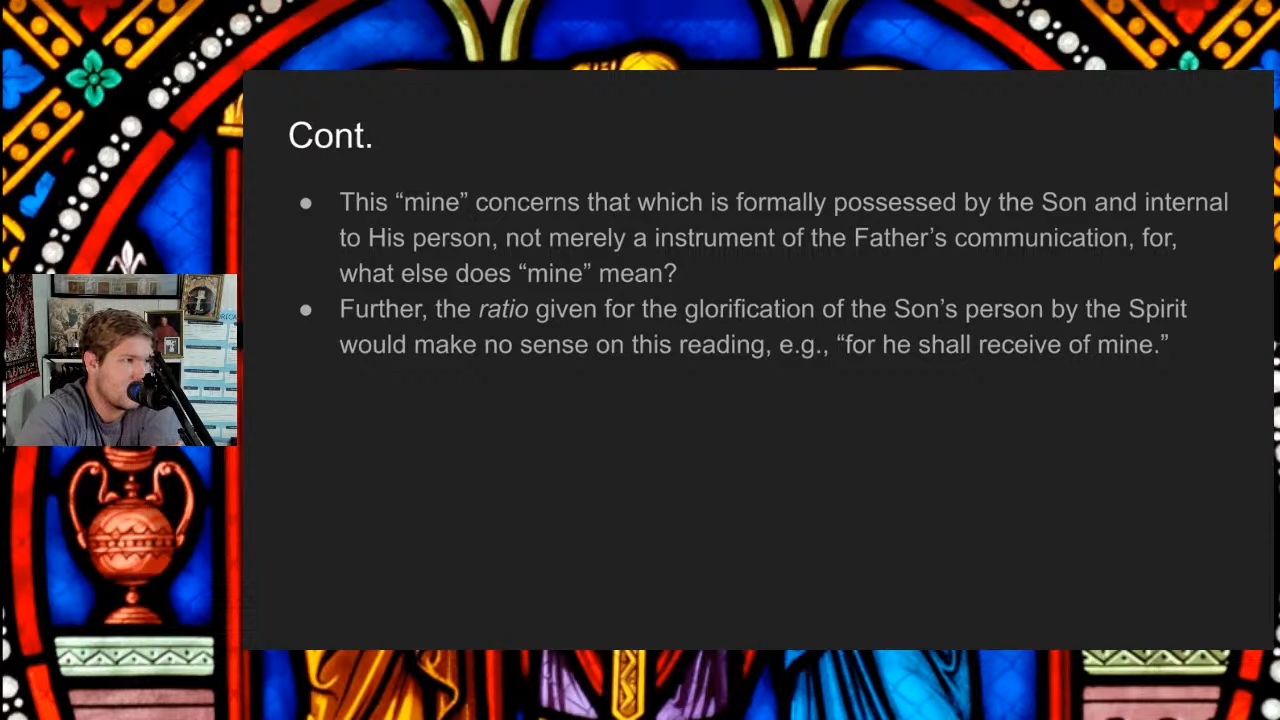 Cont.
● This “mine” concerns that which is formally possessed by the Son and internal
to His person, not merely a instrument of the Father’s communication, for,
what else does “mine” mean?
● Further, the ratio given for the glorification of the Son’s person by the Spirit
would make no sense on this reading, e.g., “for he shall receive of mine.”